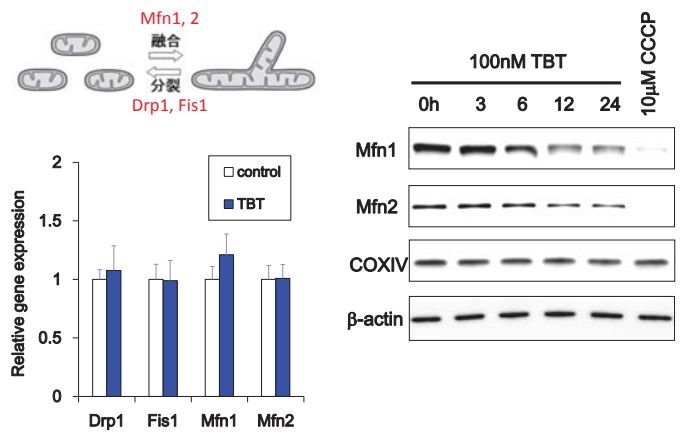 Mfn1, 2
融合
分裂
Drp1, Fis1
Relative gene expression
2
1.5
1
0.5
0
control
TBT
Drp1 Fis1 Mfn1 Mfn2
100nM TBT
10μM CCCP
0h 3 6 12 24
Mfn1
Mfn2
COXIV
β-actin